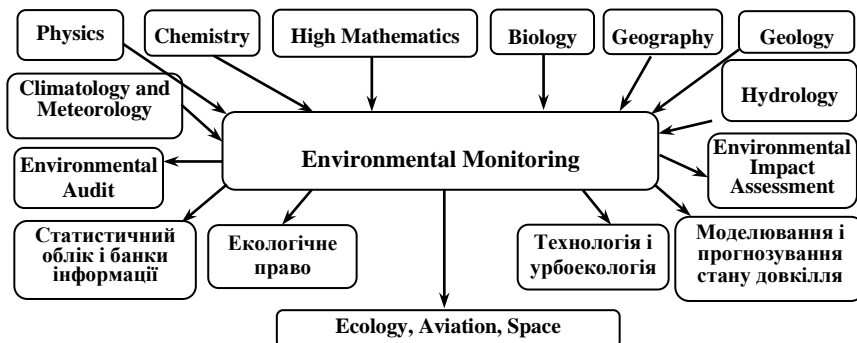 Physics
Chemistry
High Mathematics
Biology
Geography
Geology
Climatology and
Meteorology
Hydrology
Environmental Monitoring
Environmental
Audit
Environmental
Impact
Assessment
Статистичний
облік і банки
інформації
Екологічне
право
Технологія і
урбоекологія
Моделювання і
прогнозування
стану довкілля
Ecology, Aviation, Space